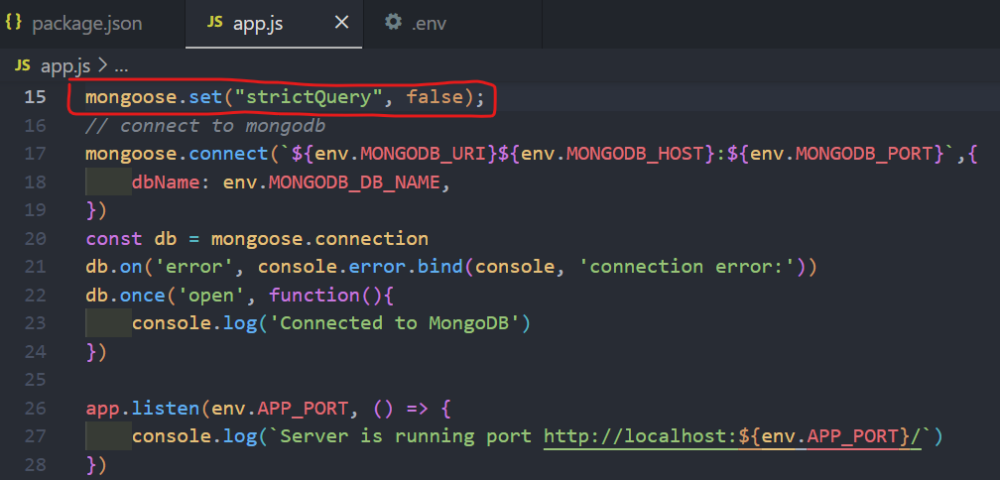 {} package.json JS app.js × .env
JS app.js > ...
15 mongoose.set("strictQuery", false);
16 // connect to mongodb
17 mongoose.connect(`${env.MONGODB_URI}${env.MONGODB_HOST}:${env.MONGODB_PORT}`,{
18 dbName: env.MONGODB_DB_NAME,
19 })
20 const db = mongoose.connection
21 db.on('error', console.error.bind(console, 'connection error:'))
22 db.once('open', function(){
23 console.log('Connected to MongoDB')
24 })
25
26 app.listen(env.APP_PORT, () => {
27 console.log(`Server is running port http://localhost:${env.APP_PORT}/`)
28 })